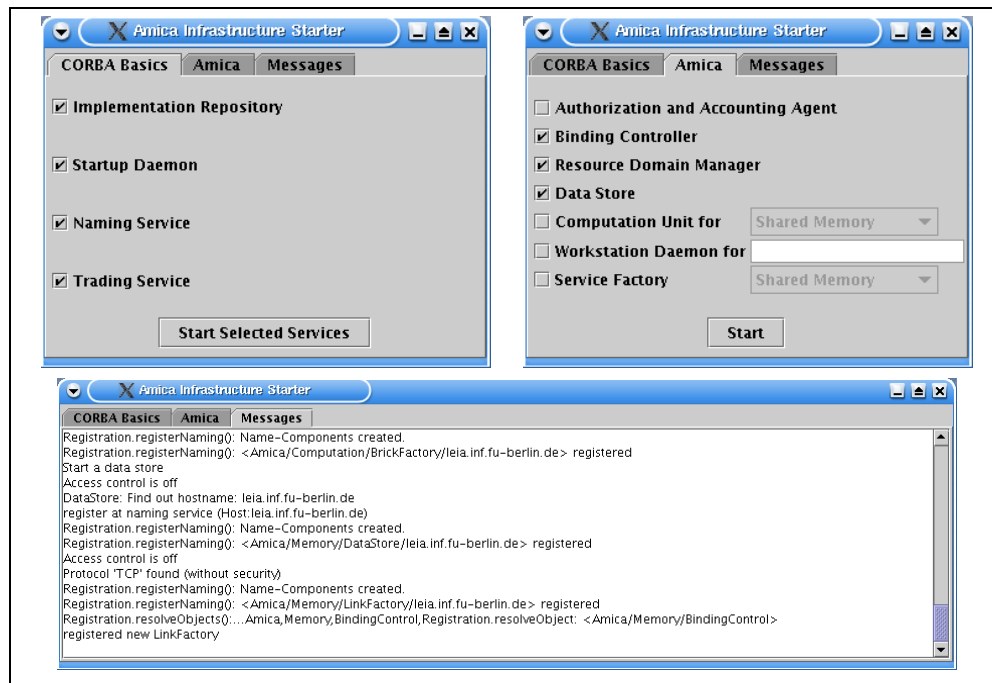 Amica Infrastructure Starter
CORBA Basics Amica Messages
Implementation Repository
Startup Daemon
Naming Service
Trading Service
Start Selected Services
Amica Infrastructure Starter
CORBA Basics Amica Messages
Authorization and Accounting Agent
Binding Controller
Resource Domain Manager
Data Store
Computation Unit for Shared Memory
Workstation Daemon for
Service Factory Shared Memory
Start
Amica Infrastructure Starter
CORBA Basics Amica Messages
Registration.registerNaming(): Name-Components created.
Registration.registerNaming(): <Amica/Computation/BrickFactory/leia.inf.fu-berlin.de> registered
Start a data store
Access control is off
DataStore: Find out hostname: leia.inf.fu-berlin.de
register at naming service (Host:leia.inf.fu-berlin.de)
Registration.registerNaming(): Name-Components created.
Registration.registerNaming(): <Amica/Memory/DataStore/leia.inf.fu-berlin.de> registered
Access control is off
Protocol 'TCP' found (without security)
Registration.registerNaming(): Name-Components created.
Registration.registerNaming(): <Amica/Memory/LinkFactory/leia.inf.fu-berlin.de> registered
Registration.resolveObjects():...Amica,Memory,BindingControl,Registration.resolveObject: <Amica/Memory/BindingControl>
registered new LinkFactory